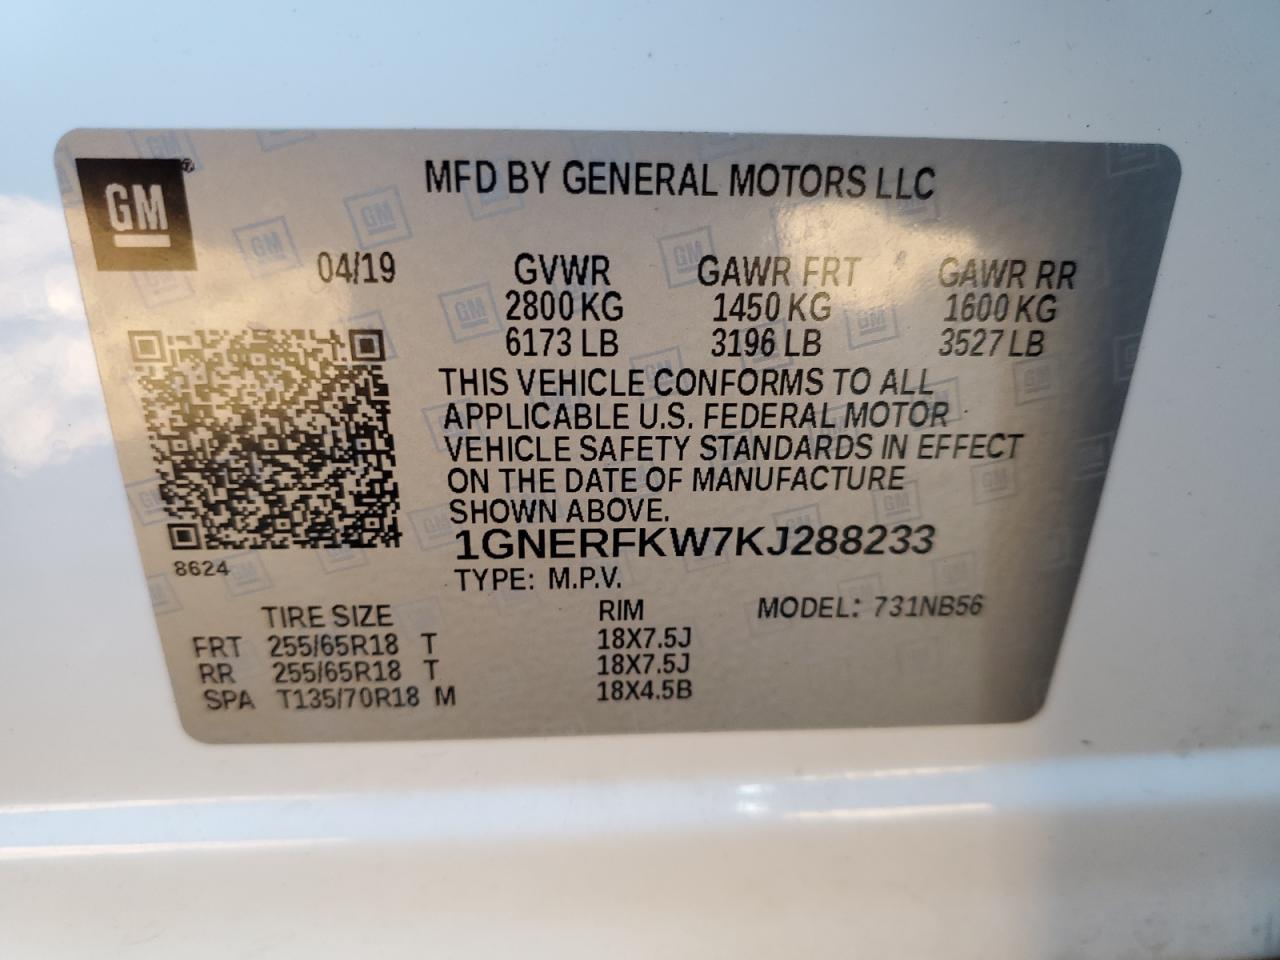 GM
MFD BY GENERAL MOTORS LLC
04/19 GVWR GAWR FRT GAWR RR
2800 KG 1450 KG 1600 KG
6173 LB 3196 LB 3527 LB
THIS VEHICLE CONFORMS TO ALL
APPLICABLE U.S. FEDERAL MOTOR
VEHICLE SAFETY STANDARDS IN EFFECT
ON THE DATE OF MANUFACTURE
SHOWN ABOVE.
1GNERFKW7KJ288233
8624
TYPE: M.P.V.
TIRE SIZE RIM MODEL: 731NB56
FRT 255/65R18 T 18X7.5J
RR 255/65R18 T 18X7.5J
SPA T135/70R18 M 18X4.5B